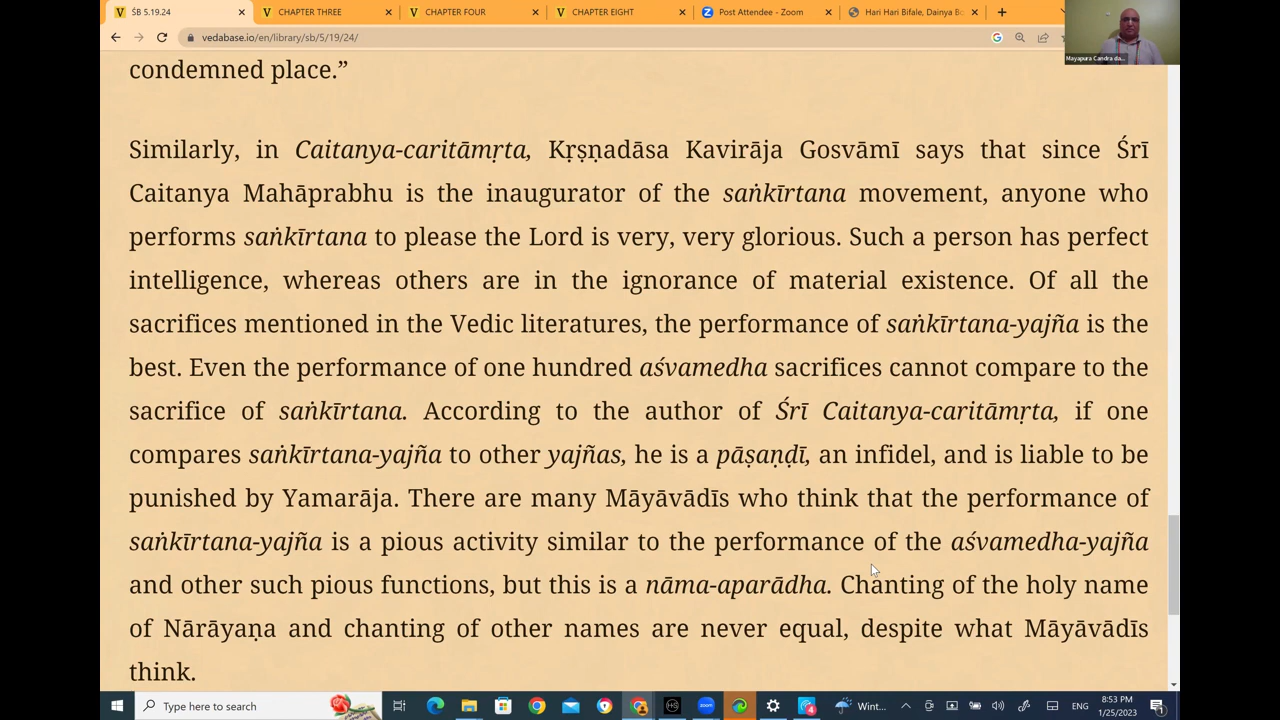 ŚB 5.19.24
CHAPTER THREE
CHAPTER FOUR
CHAPTER EIGHT
Post Attendee - Zoom
Hari Hari Bifale, Dainya Bo
vedabase.io/en/library/sb/5/19/24/
Mayapura Candra da...
condemned place.”
Similarly, in Caitanya-caritāmṛta, Kṛṣṇadāsa Kavirāja Gosvāmī says that since Śrī
Caitanya Mahāprabhu is the inaugurator of the saṅkīrtana movement, anyone who
performs saṅkīrtana to please the Lord is very, very glorious. Such a person has perfect
intelligence, whereas others are in the ignorance of material existence. Of all the
sacrifices mentioned in the Vedic literatures, the performance of saṅkīrtana-yajña is the
best. Even the performance of one hundred aśvamedha sacrifices cannot compare to the
sacrifice of saṅkīrtana. According to the author of Śrī Caitanya-caritāmṛta, if one
compares saṅkīrtana-yajña to other yajñas, he is a pāṣaṇḍī, an infidel, and is liable to be
punished by Yamarāja. There are many Māyāvādīs who think that the performance of
saṅkīrtana-yajña is a pious activity similar to the performance of the aśvamedha-yajña
and other such pious functions, but this is a nāma-aparādha. Chanting of the holy name
of Nārāyaṇa and chanting of other names are never equal, despite what Māyāvādīs
think.
Type here to search
Wint...
ENG
8:53 PM
1/25/2023